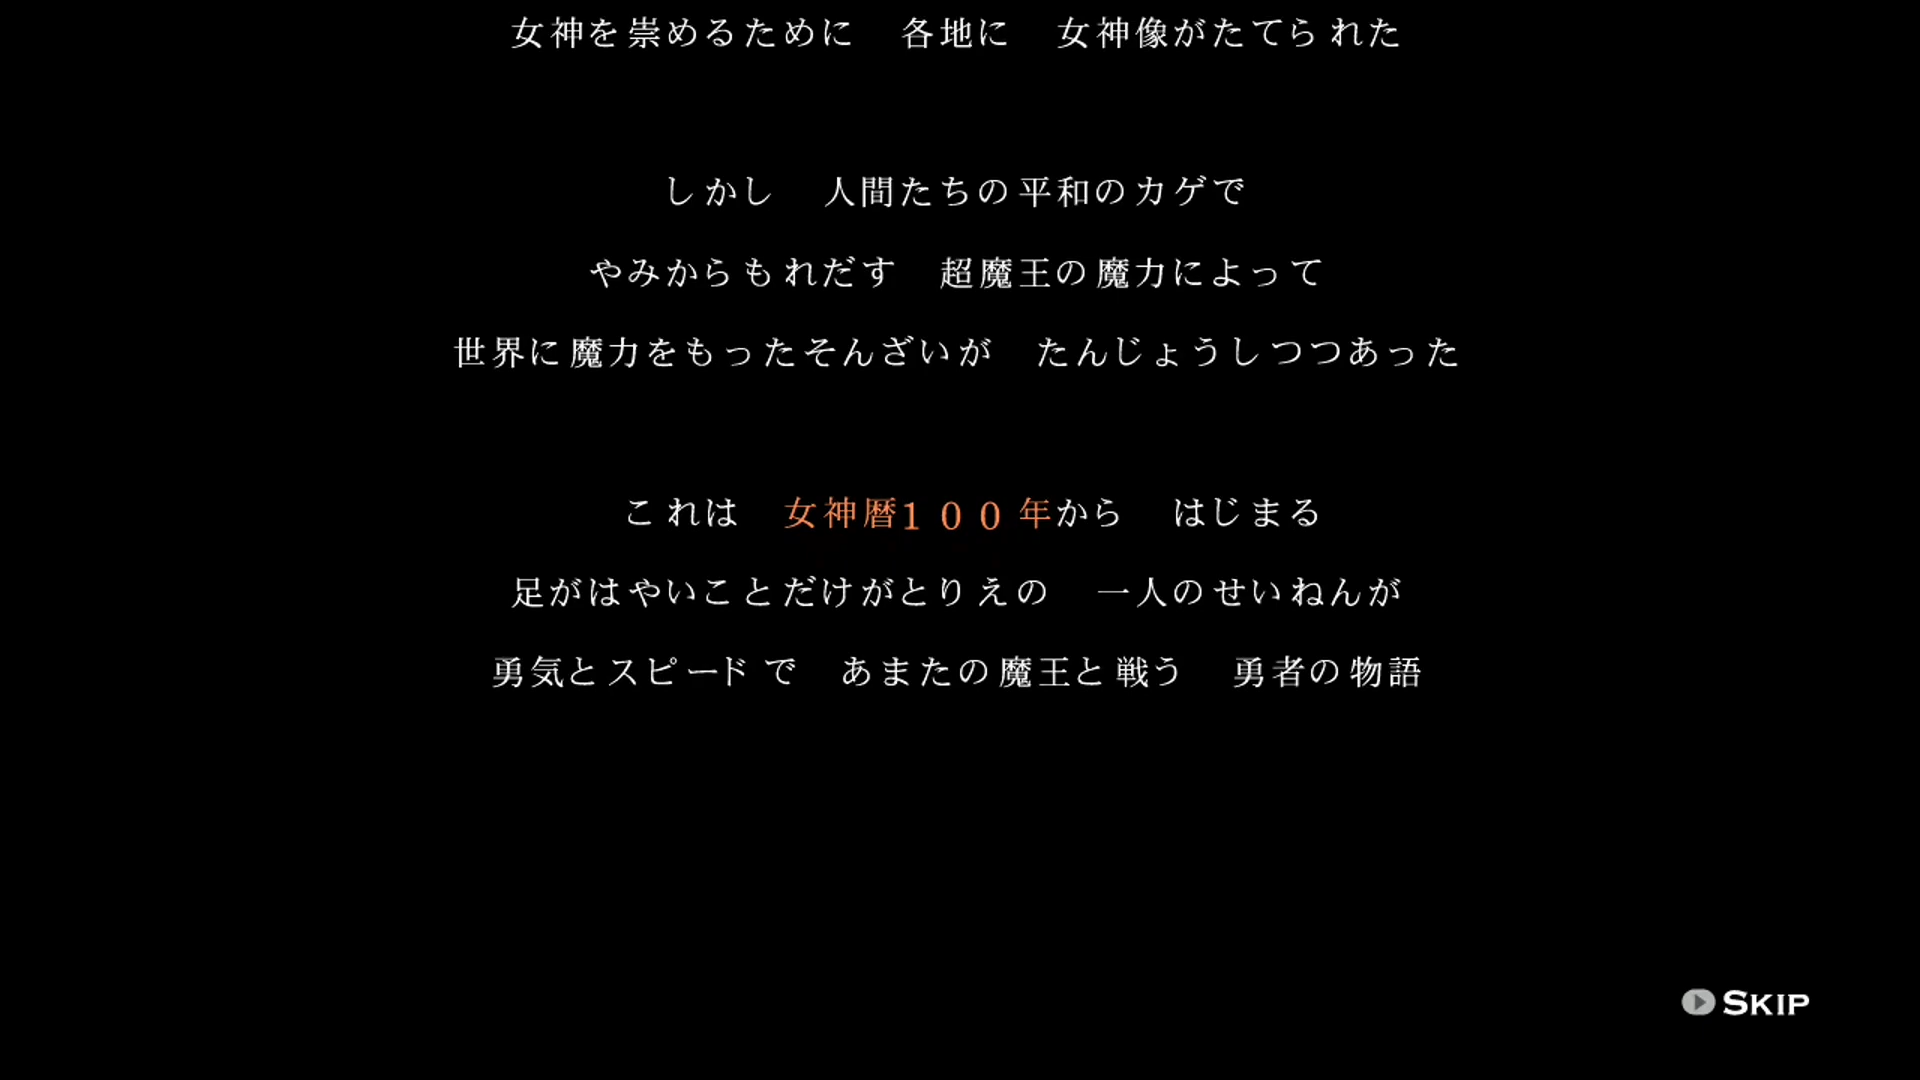 女神を崇めるために　各地に　女神像がたてられた
しかし　人間たちの平和のカゲで
やみからもれだす　超魔王の魔力によって
世界に魔力をもったそんざいが　たんじょうしつつあった
これは　女神暦１００年から　はじまる
足がはやいことだけがとりえの　一人のせいねんが
勇気とスピードで　あまたの魔王と戦う　勇者の物語
SKIP